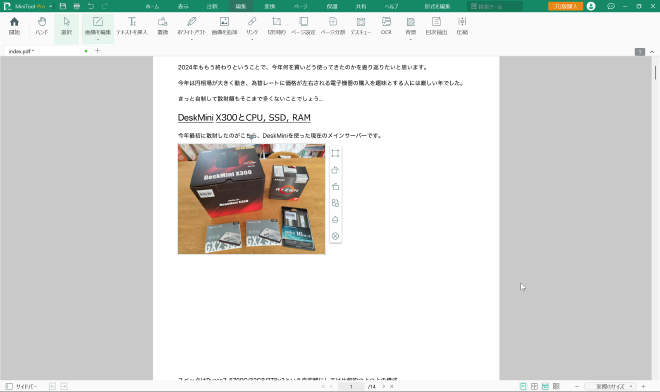 MiniTool Pro
ホーム 表示 注釈 編集 変換 ページ 保護 共有 ヘルプ 形式を編集
プロ版購入
開始 ハンド 選択 画像を編集 テキストを挿入 置換 ホワイトアウト 画像を追加 リンク 切り取り ページ設定 ページ分割 デスキュー OCR 背景 目次抽出 圧縮
index.pdf *
1
2024年ももう終わりということで、今年何を買いどう使ってきたのかを振り返りたいと思います。
今年は円相場が大きく動き、為替レートに価格が左右される電子機器の購入を趣味とする人には厳しい年でした。
きっと自制して散財額もそこまで多くないことでしょう...
DeskMini X300とCPU, SSD, RAM
今年最初に散財したのがこちら、DeskMiniを使った現在のメインサーバーです。
DeskMini X300
DeskMini X300
AMD
RYZEN
サイドバー
1 /14
実際のサイズ